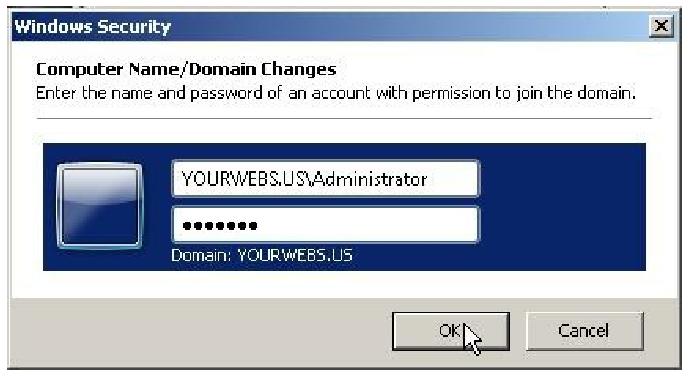 Windows Security
Computer Name/Domain Changes
Enter the name and password of an account with permission to join the domain.
YOURWEBS.US\Administrator
•••••••
Domain: YOURWEBS.US
OK
Cancel